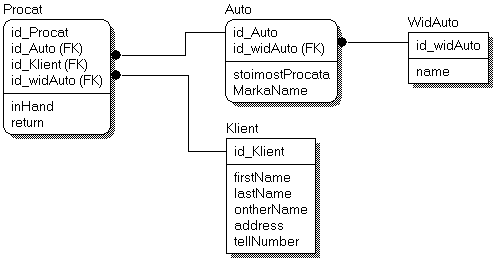 Procat
id_Procat
id_Auto (FK)
id_Klient (FK)
id_widAuto (FK)
inHand
return
Auto
id_Auto
id_widAuto (FK)
stoimostProcata
MarkaName
WidAuto
id_widAuto
name
Klient
id_Klient
firstName
lastName
ontherName
address
tellNumber